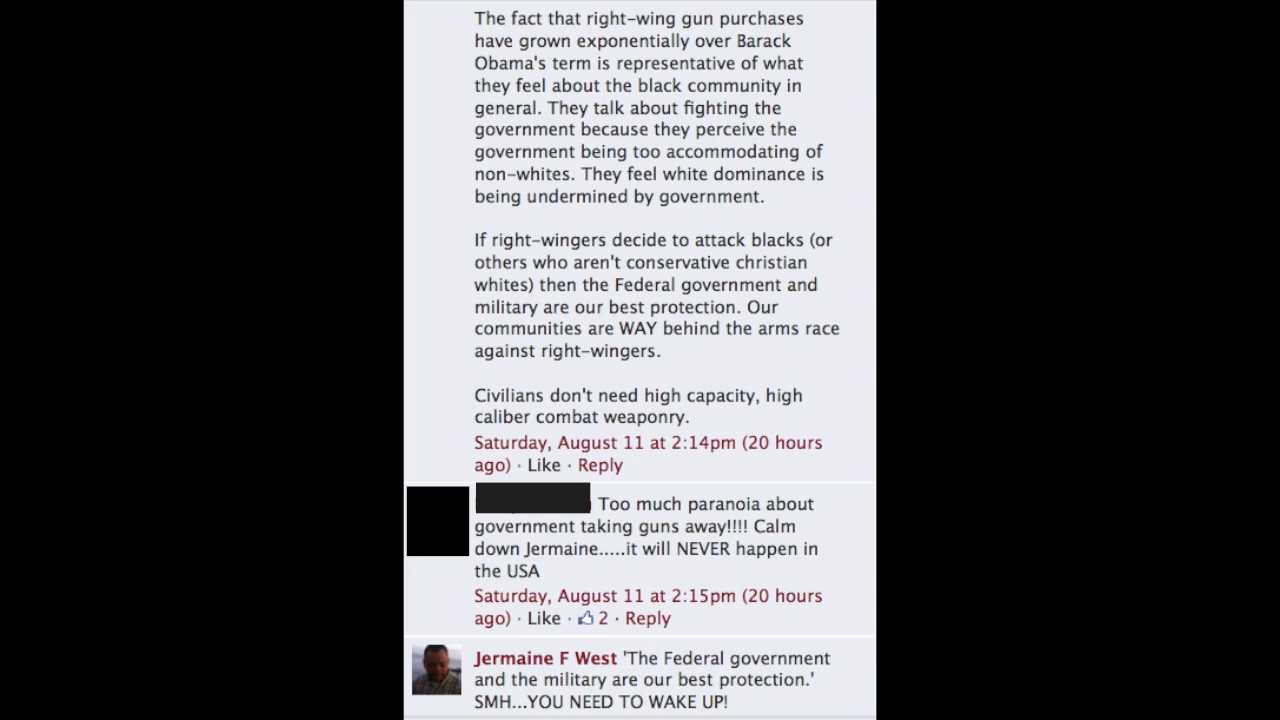 The fact that right-wing gun purchases
have grown exponentially over Barack
Obama's term is representative of what
they feel about the black community in
general. They talk about fighting the
government because they perceive the
government being too accommodating of
non-whites. They feel white dominance is
being undermined by government.
If right-wingers decide to attack blacks (or
others who aren't conservative christian
whites) then the Federal government and
military are our best protection. Our
communities are WAY behind the arms race
against right-wingers.
Civilians don't need high capacity, high
caliber combat weaponry.
Saturday, August 11 at 2:14pm (20 hours
ago) · Like · Reply
Too much paranoia about
government taking guns away!!!! Calm
down Jermaine.....it will NEVER happen in
the USA
Saturday, August 11 at 2:15pm (20 hours
ago) · Like · 2 · Reply
Jermaine F West 'The Federal government
and the military are our best protection.'
SMH...YOU NEED TO WAKE UP!